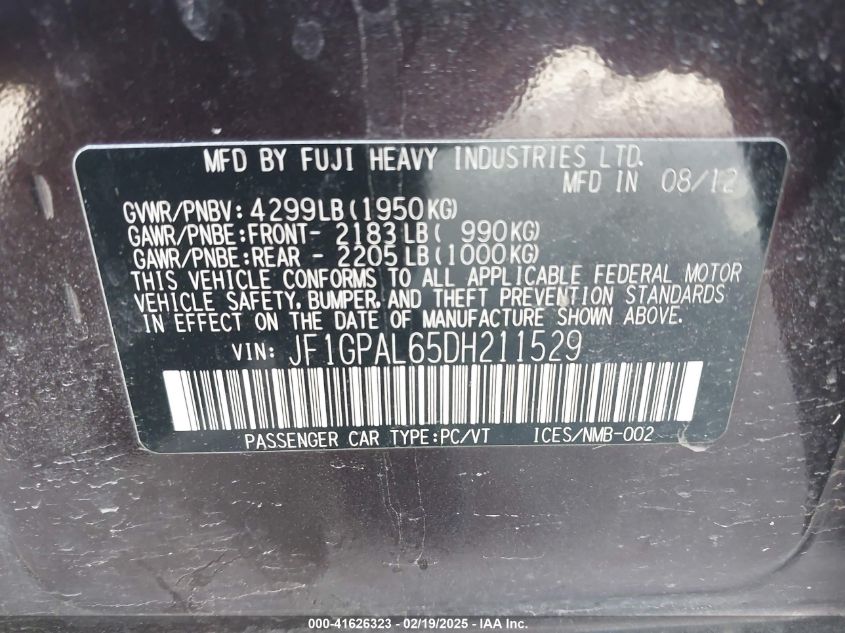 MFD BY FUJI HEAVY INDUSTRIES LTD.
MFD IN 08/12
GVWR/PNBV: 4299LB(1950KG)
GAWR/PNBE:FRONT- 2183LB( 990KG)
GAWR/PNBE:REAR - 2205LB(1000KG)
THIS VEHICLE CONFORMS TO ALL APPLICABLE FEDERAL MOTOR
VEHICLE SAFETY, BUMPER, AND THEFT PREVENTION STANDARDS
IN EFFECT ON THE DATE OF MANUFACTURE SHOWN ABOVE.
VIN: JF1GPAL65DH211529
PASSENGER CAR TYPE:PC/VT ICES/NMB-002
000-41626323 - 02/19/2025 - IAA, Inc.